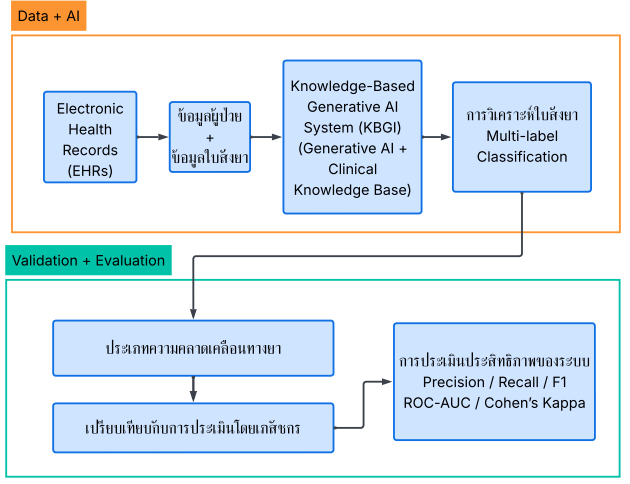 Data + AI
Electronic
Health
Records
(EHRs)
ข้อมูลผู้ป่วย
+
ข้อมูลใบสั่งยา
Knowledge-Based
Generative AI
System (KBGI)
(Generative AI +
Clinical
Knowledge Base)
การวิเคราะห์ใบสั่งยา
Multi-label
Classification
Validation + Evaluation
ประเภทความคลาดเคลื่อนทางยา
เปรียบเทียบกับการประเมินโดยเภสัชกร
การประเมินประสิทธิภาพของระบบ
Precision / Recall / F1
ROC-AUC / Cohen’s Kappa